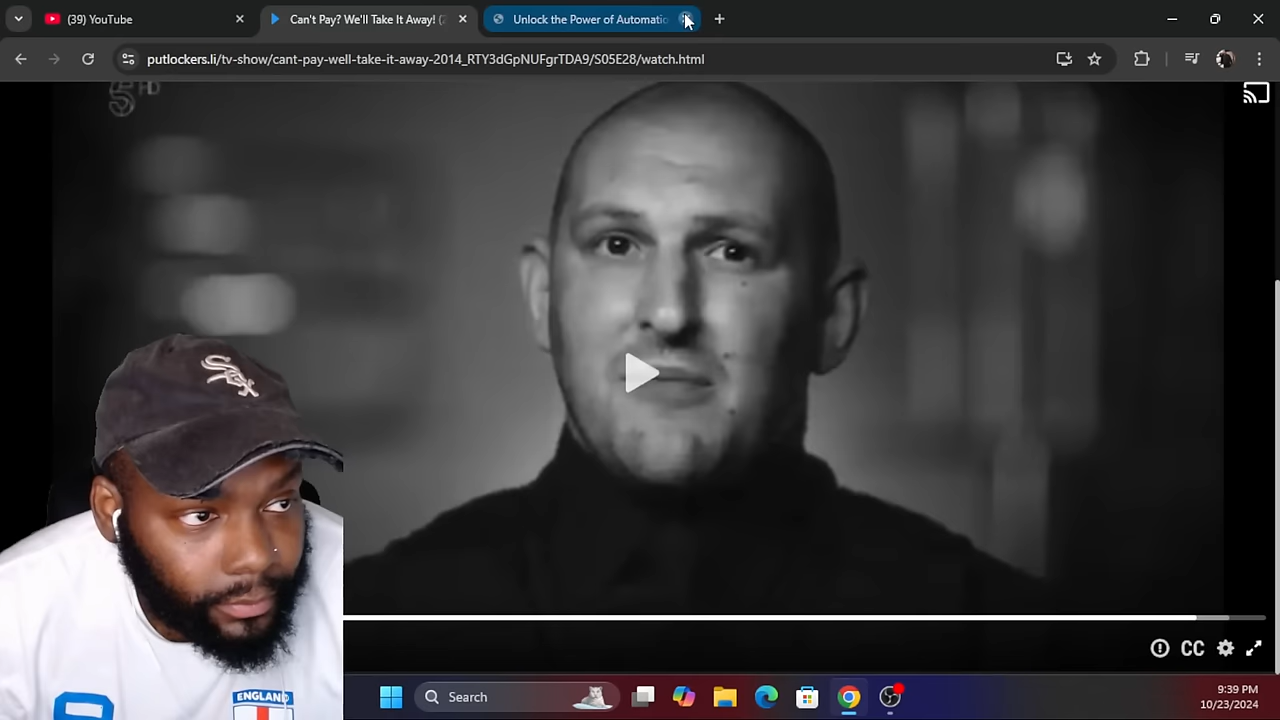 (39) YouTube
Can't Pay? We'll Take It Away! (
Unlock the Power of Automatio
putlockers.li/tv-show/cant-pay-well-take-it-away-2014_RTY3dGpNUFgrTDA9/S05E28/watch.html
5 HD
Sox
ENGLAND
CC
Search
9:39 PM
10/23/2024